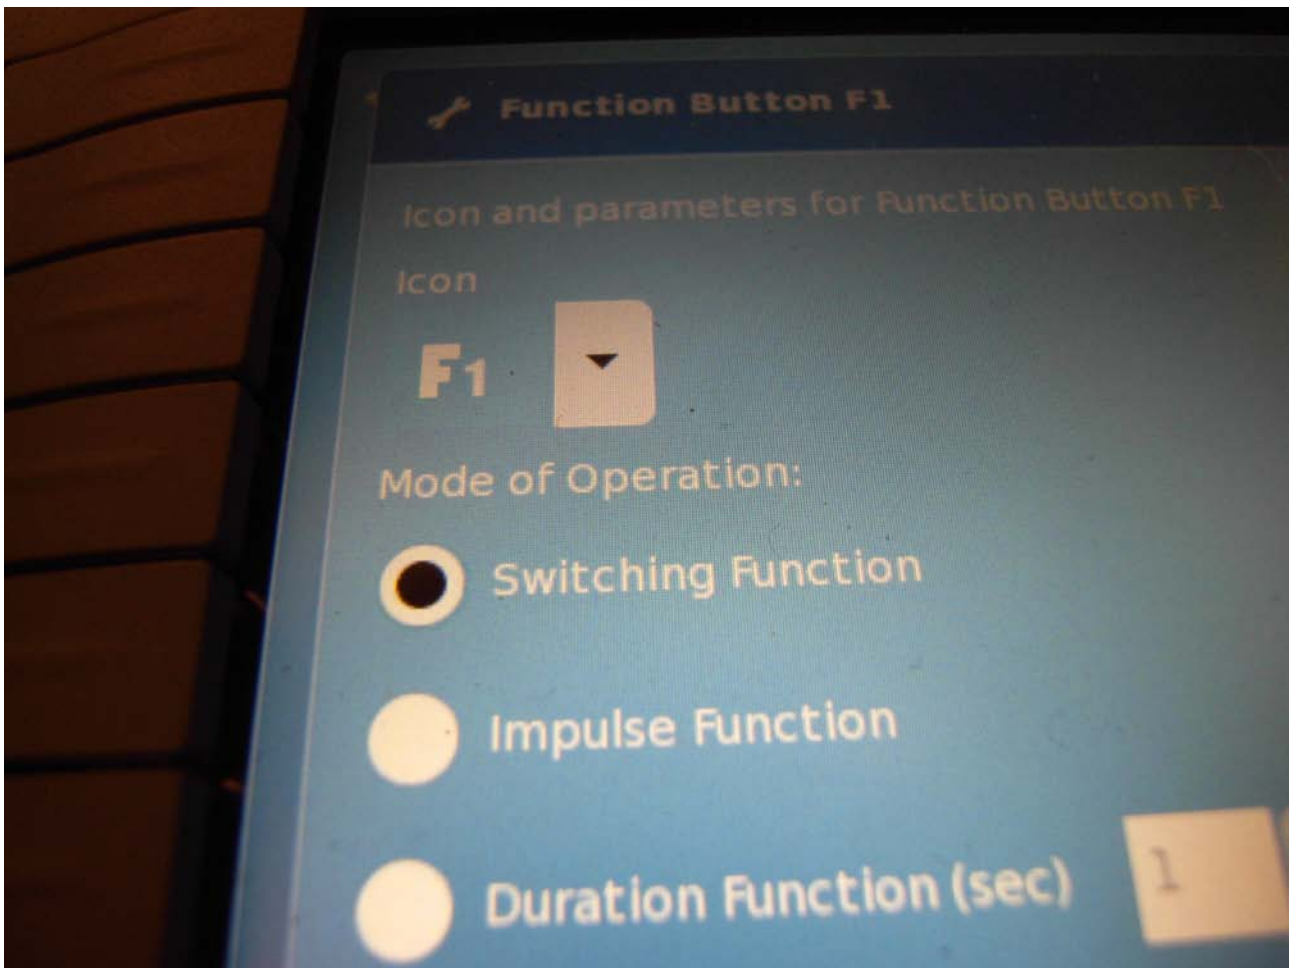 Function Button F1
Icon and parameters for Function Button F1
Icon
F1
Mode of Operation:
Switching Function
Impulse Function
Duration Function (sec) 1